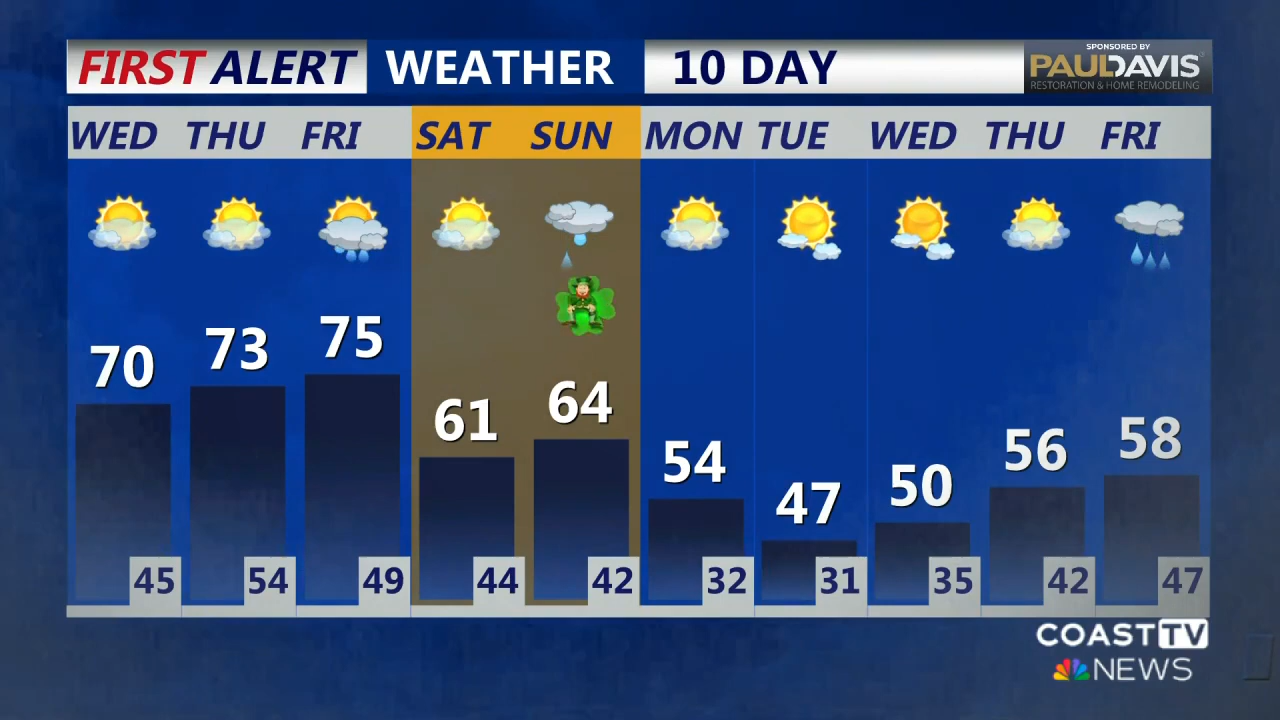 FIRST ALERT WEATHER 10 DAY
SPONSORED BY
PAUL DAVIS
RESTORATION & HOME REMODELING
WED THU FRI SAT SUN MON TUE WED THU FRI
70 73 75 61 64 54 47 50 56 58
45 54 49 44 42 32 31 35 42 47
COAST TV
NEWS